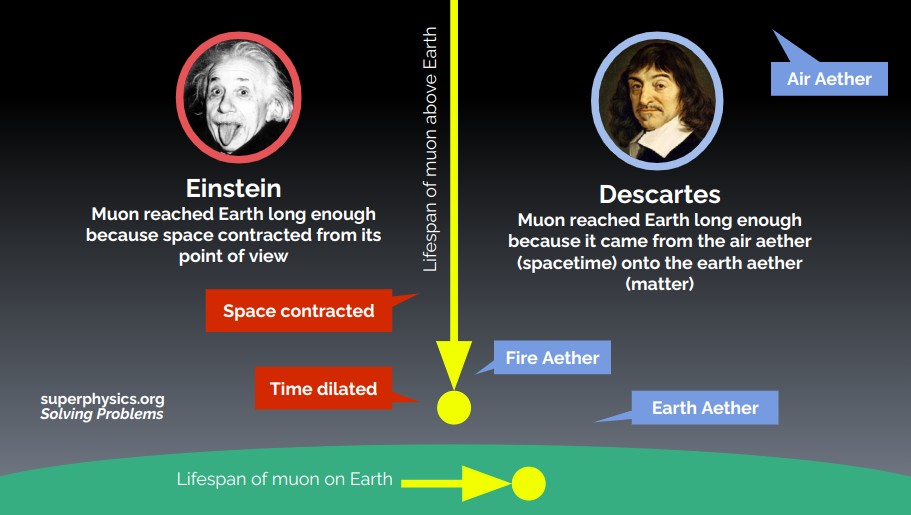 Einstein
Muon reached Earth long enough
because space contracted from its
point of view
Space contracted
Time dilated
superphysics.org
Solving Problems
Lifespan of muon above Earth
Air Aether
Descartes
Muon reached Earth long enough
because it came from the air aether
(spacetime) onto the earth aether
(matter)
Fire Aether
Earth Aether
Lifespan of muon on Earth